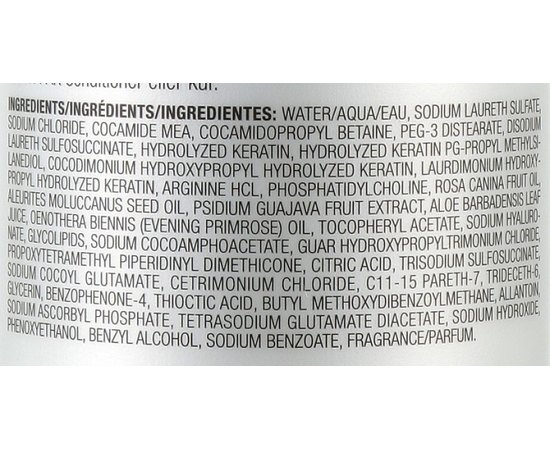 Conditioner eller Kur.
INGREDIENTS/INGRÉDIENTS/INGREDIENTES: WATER/AQUA/EAU, SODIUM LAURETH SULFATE,
SODIUM CHLORIDE, COCAMIDE MEA, COCAMIDOPROPYL BETAINE, PEG-3 DISTEARATE, DISODIUM
LAURETH SULFOSUCCINATE, HYDROLYZED KERATIN, HYDROLYZED KERATIN PG-PROPYL METHYLSI-
LANEDIOL, COCODIMONIUM HYDROXYPROPYL HYDROLYZED KERATIN, LAURDIMONIUM HYDROXY-
PROPYL HYDROLYZED KERATIN, ARGININE HCL, PHOSPHATIDYLCHOLINE, ROSA CANINA FRUIT OIL,
ALEURITES MOLUCCANUS SEED OIL, PSIDIUM GUAJAVA FRUIT EXTRACT, ALOE BARBADENSIS LEAF
JUICE, OENOTHERA BIENNIS (EVENING PRIMROSE) OIL, TOCOPHERYL ACETATE, SODIUM HYALURO-
NATE, GLYCOLIPIDS, SODIUM COCOAMPHOACETATE, GUAR HYDROXYPROPYLTRIMONIUM CHLORIDE,
PROPOXYTETRAMETHYL PIPERIDINYL DIMETHICONE, CITRIC ACID, TRISODIUM SULFOSUCCINATE,
SODIUM COCOYL GLUTAMATE, CETRIMONIUM CHLORIDE, C11-15 PARETH-7, TRIDECETH-6,
GLYCERIN, BENZOPHENONE-4, THIOCTIC ACID, BUTYL METHOXYDIBENZOYLMETHANE, ALLANTOIN,
SODIUM ASCORBYL PHOSPHATE, TETRASODIUM GLUTAMATE DIACETATE, SODIUM HYDROXIDE,
PHENOXYETHANOL, BENZYL ALCOHOL, SODIUM BENZOATE, FRAGRANCE/PARFUM.